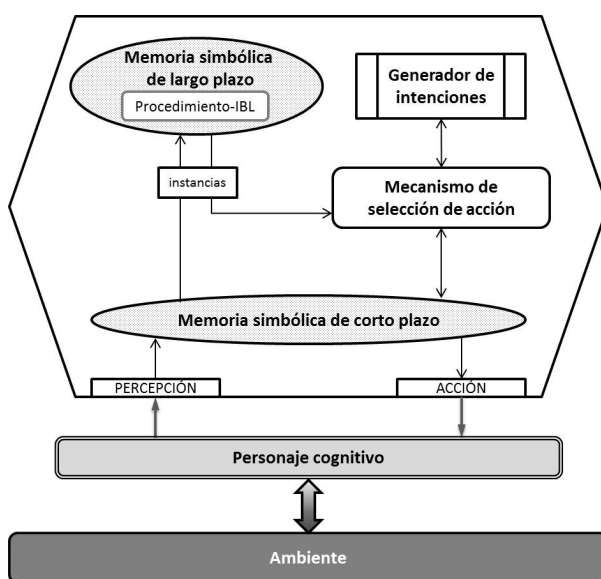 Memoria simbólica
de largo plazo
Procedimiento-IBL
Generador de
intenciones
instancias
Mecanismo de
selección de acción
Memoria simbólica de corto plazo
PERCEPCIÓN
ACCIÓN
Personaje cognitivo
Ambiente